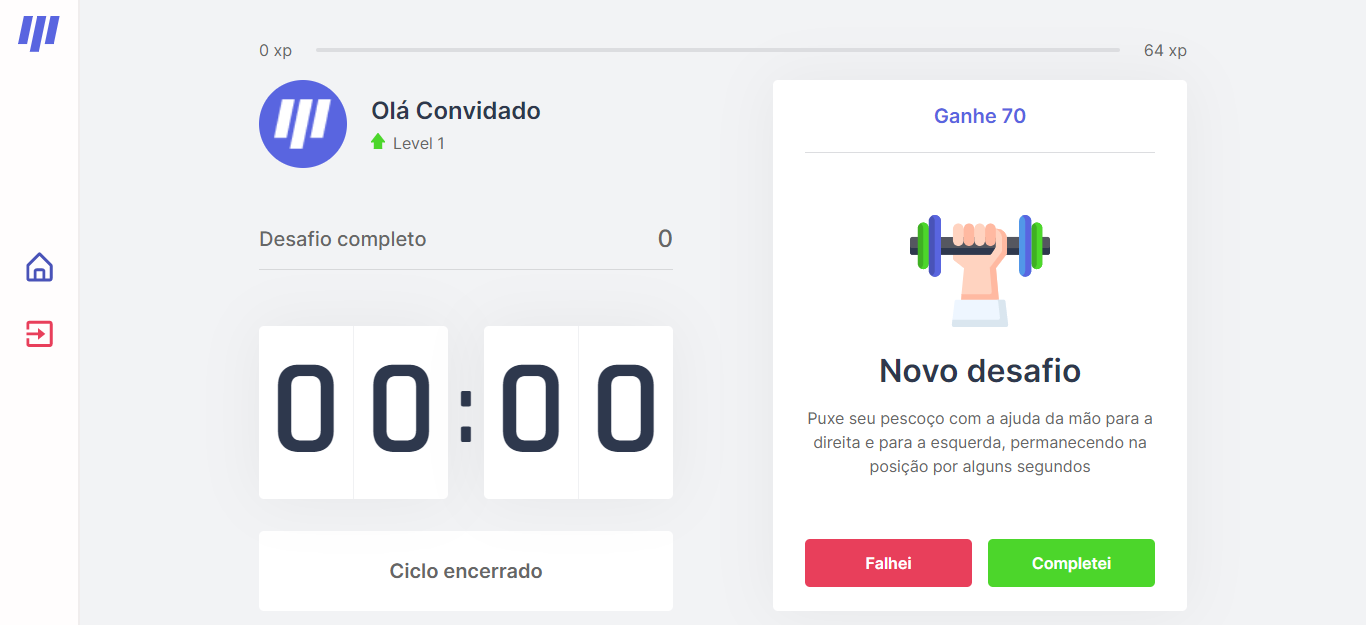 0 xp
64 xp
Olá Convidado
Level 1
Desafio completo
0
00:00
Ciclo encerrado
Ganhe 70
Novo desafio
Puxe seu pescoço com a ajuda da mão para a
direita e para a esquerda, permanecendo na
posição por alguns segundos
Falhei
Completei